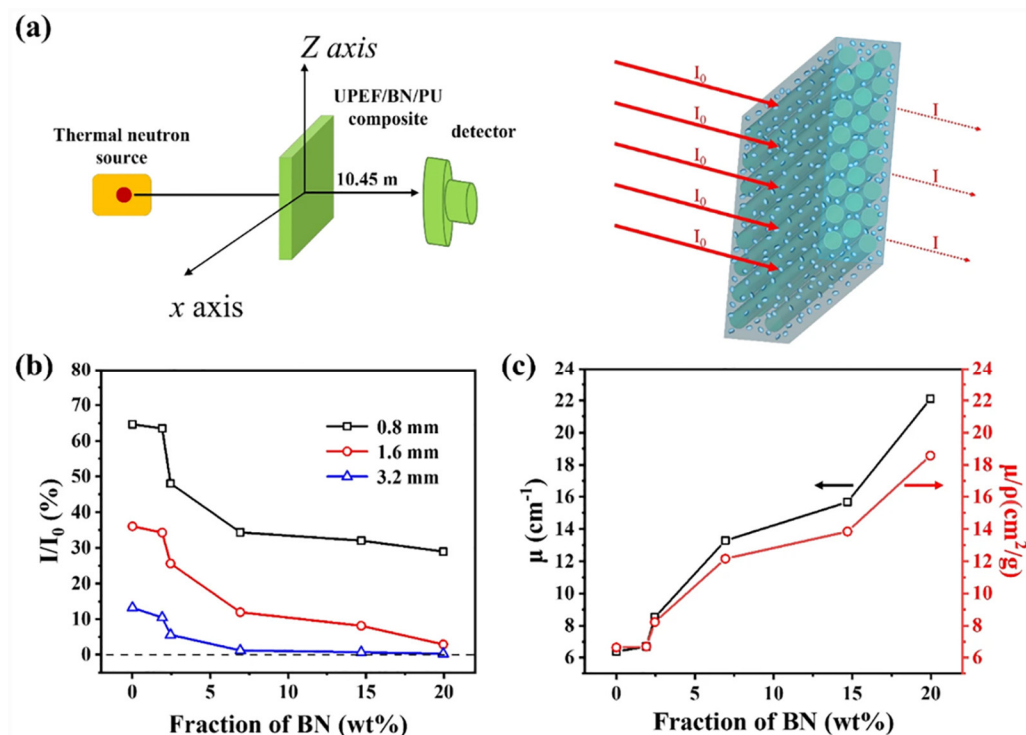 (a)
Z axis
UPEF/BN/PU
composite
detector
Thermal neutron
source
10.45 m
x axis
I₀
I₀
I₀
I₀
I₀
I
I
I
(b)
80
70
60
50
40
30
20
10
0
I/I₀ (%)
0.8 mm
1.6 mm
3.2 mm
0
5
10
15
20
Fraction of BN (wt%)
(c)
24
22
20
18
16
14
12
10
8
6
μ (cm⁻¹)
24
22
20
18
16
14
12
10
8
6
μ/ρ(cm²/g)
0
5
10
15
20
Fraction of BN (wt%)